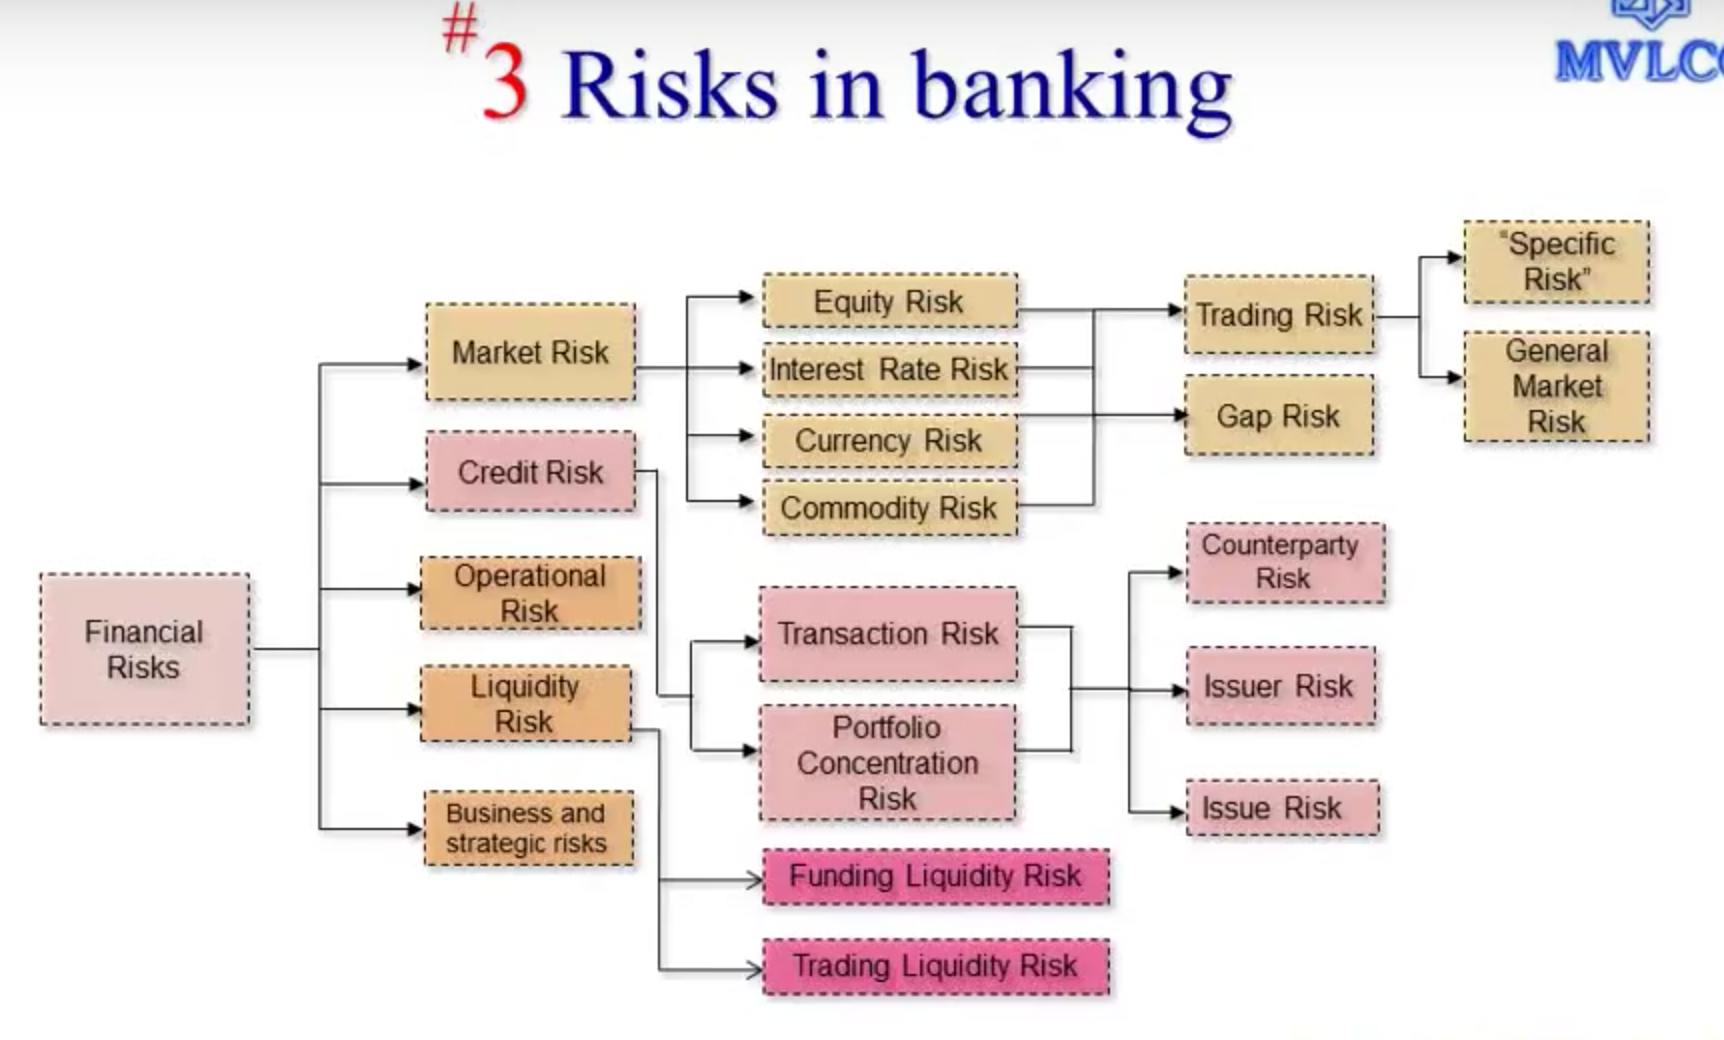 #3 Risks in banking
MVLCO
"Specific
Risk"
Equity Risk
Trading Risk
Market Risk
General
Market
Risk
Interest Rate Risk
Gap Risk
Currency Risk
Credit Risk
Commodity Risk
Counterparty
Risk
Operational
Risk
Financial
Risks
Transaction Risk
Issuer Risk
Liquidity
Risk
Portfolio
Concentration
Risk
Issue Risk
Business and
strategic risks
Funding Liquidity Risk
Trading Liquidity Risk